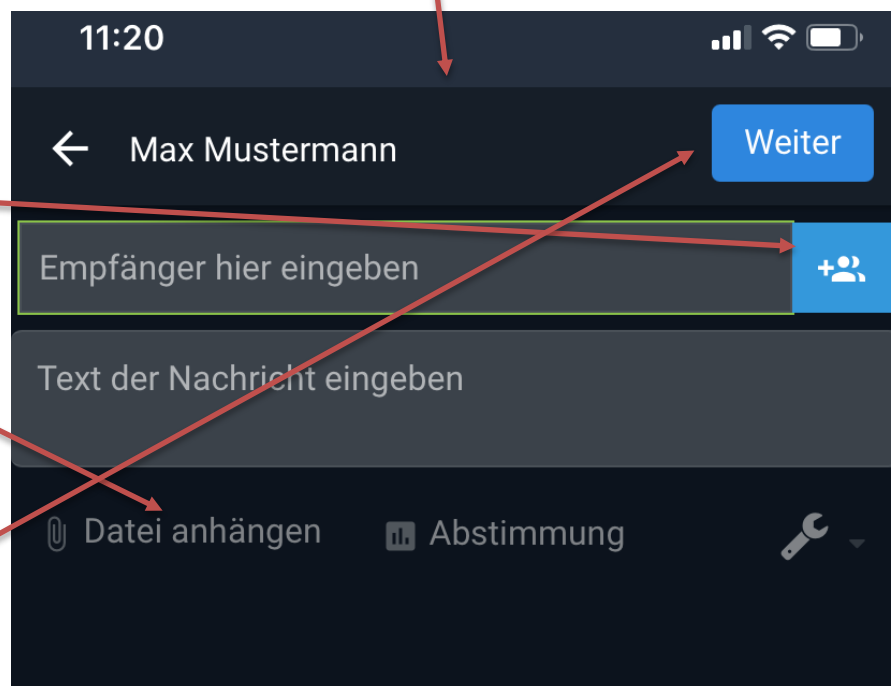 11:20
Max Mustermann
Weiter
Empfänger hier eingeben
Text der Nachricht eingeben
Datei anhängen
Abstimmung